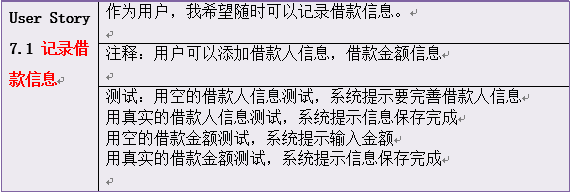 User Story
7.1 记录借
款信息
作为用户，我希望随时可以记录借款信息。
注释：用户可以添加借款人信息，借款金额信息
测试：用空的借款人信息测试，系统提示要完善借款人信息
用真实的借款人信息测试，系统提示信息保存完成
用空的借款金额测试，系统提示输入金额
用真实的借款金额测试，系统提示信息保存完成